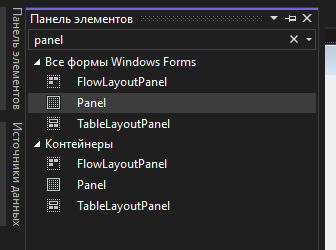 Панель элементов
Источники данных
Панель элементов
panel
Все формы Windows Forms
FlowLayoutPanel
Panel
TableLayoutPanel
Контейнеры
FlowLayoutPanel
Panel
TableLayoutPanel